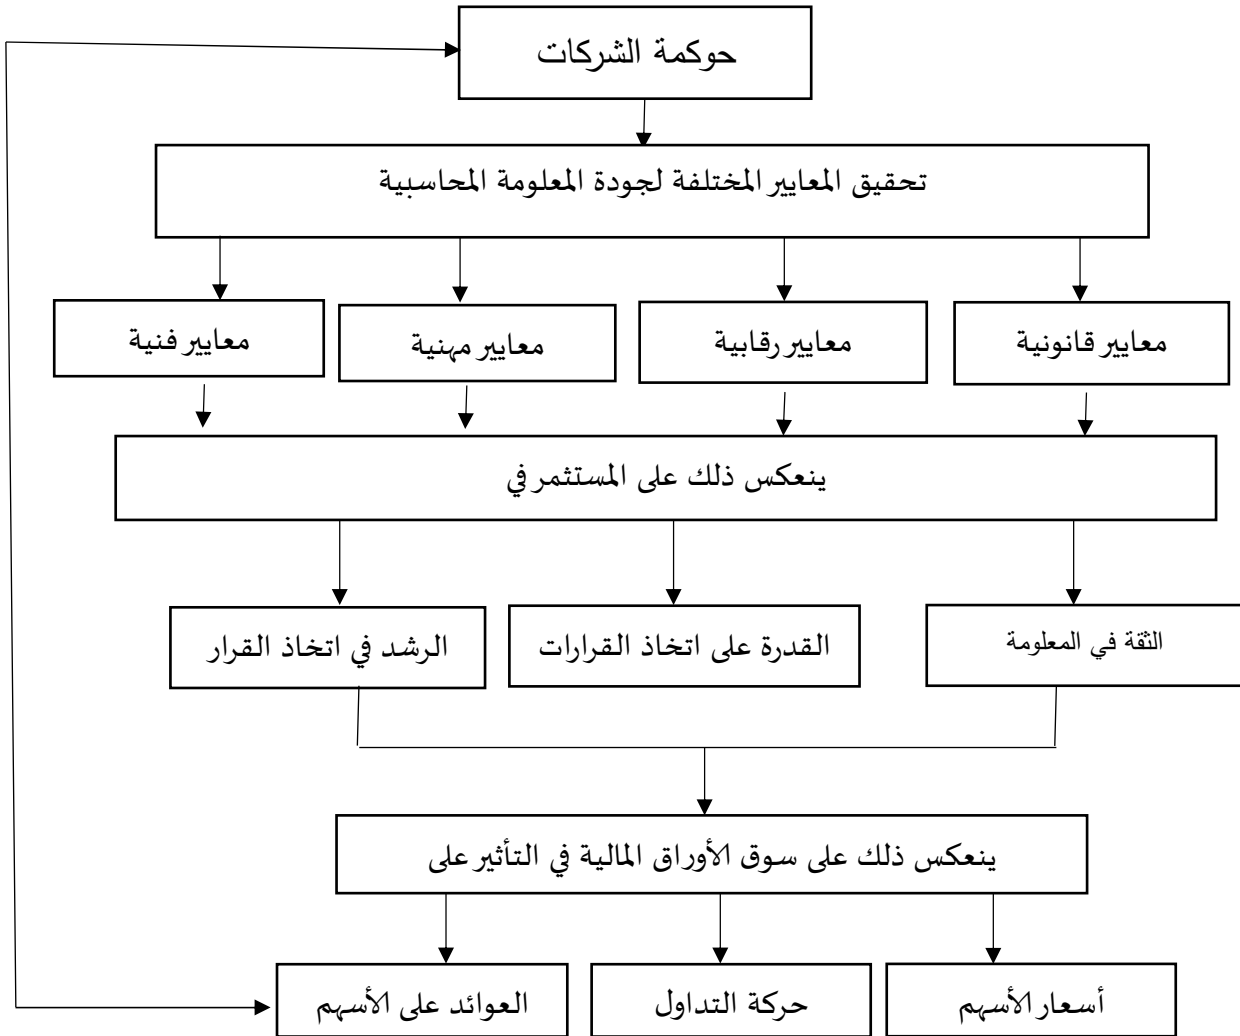 حوكمة الشركات
تحقيق المعايير المختلفة لجودة المعلومة المحاسبية
معايير قانونية
معايير رقابية
معايير مهنية
معايير فنية
ينعكس ذلك على المستثمر في
الثقة في المعلومة
القدرة على اتخاذ القرارات
الرشد في اتخاذ القرار
ينعكس ذلك على سوق الأوراق المالية في التأثير على
أسعار الأسهم
حركة التداول
العوائد على الأسهم